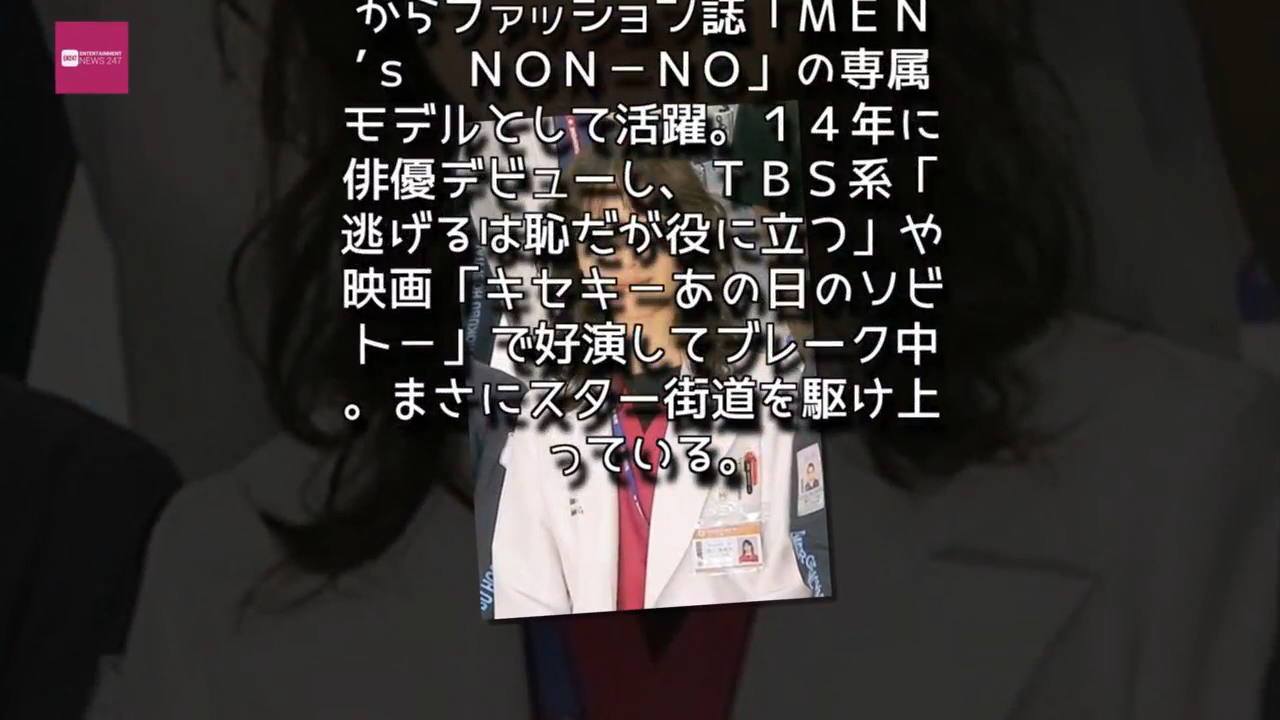 ENTERTAINMENT
NEWS 247
からファッション誌「ＭＥＮ
’ｓ　ＮＯＮ－ＮＯ」の専属
モデルとして活躍。１４年に
俳優デビューし、ＴＢＳ系「
逃げるは恥だが役に立つ」や
映画「キセキ－あの日のソビ
ト－」で好演してブレーク中
。まさにスター街道を駆け上
っている。